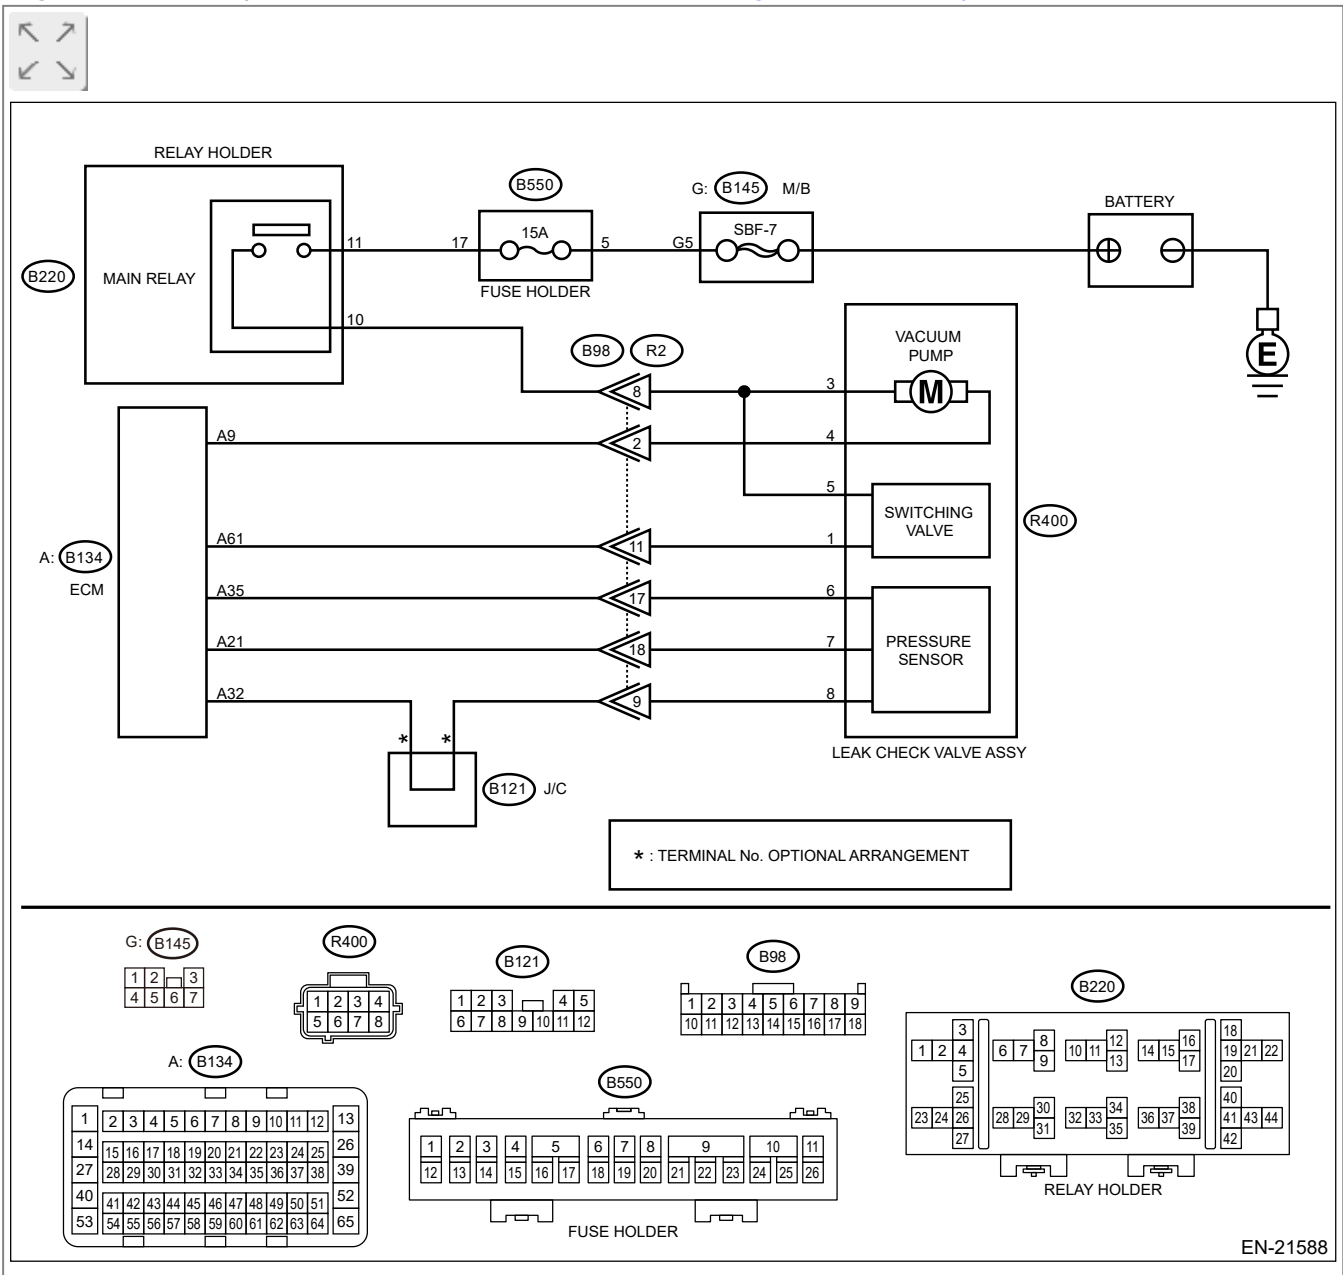 RELAY HOLDER
B550
G: B145 M/B
BATTERY
15A
SBF-7
11
17
5
G5
B220
MAIN RELAY
FUSE HOLDER
10
VACUUM
PUMP
B98 R2
8
3
M
E
A9
2
4
5
SWITCHING
VALVE
R400
A61
11
1
A: B134
ECM
A35
17
6
A21
18
7
PRESSURE
SENSOR
A32
9
8
* *
LEAK CHECK VALVE ASSY
B121 J/C
* : TERMINAL No. OPTIONAL ARRANGEMENT
G: B145
1 2 3
4 5 6 7
R400
1 2 3 4
5 6 7 8
B121
1 2 3 4 5
6 7 8 9 10 11 12
B98
1 2 3 4 5 6 7 8 9
10 11 12 13 14 15 16 17 18
B220
3 8 12 16 18
1 2 4 6 7 10 11 14 15 19 21 22
5 9 13 17 20
25 30 34 38 40
23 24 26 28 29 32 33 36 37 41 43 44
27 31 35 39 42
RELAY HOLDER
A: B134
1 2 3 4 5 6 7 8 9 10 11 12 13
14 15 16 17 18 19 20 21 22 23 24 25 26
27 28 29 30 31 32 33 34 35 36 37 38 39
40 41 42 43 44 45 46 47 48 49 50 51 52
53 54 55 56 57 58 59 60 61 62 63 64 65
B550
1 2 3 4 5 6 7 8 9 10 11
12 13 14 15 16 17 18 19 20 21 22 23 24 25 26
FUSE HOLDER
EN-21588